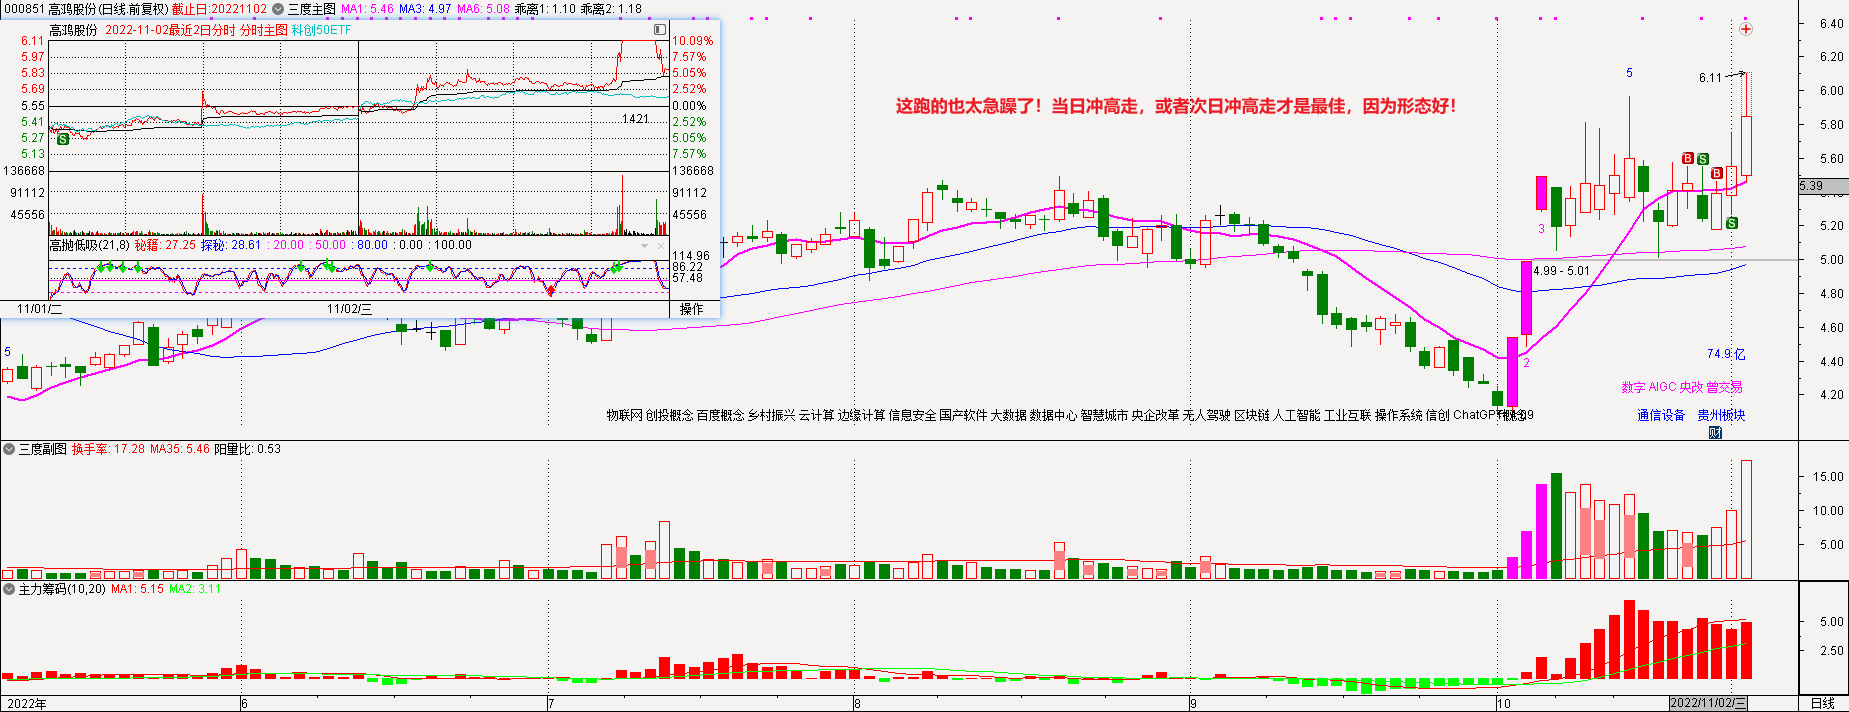 000851 高鸿股份(日线.前复权) 截止日:20221102 三度主图 MA1: 5.46 MA3: 4.97 MA6: 5.08 乖离1: 1.10 乖离2: 1.18
高鸿股份 2022-11-02最近2日分时 分时主图 科创50ETF
6.11 10.09%
5.97 7.57%
5.83 5.05%
5.69 2.52%
5.55 0.00%
5.41 2.52%
5.27 5.05%
5.13 7.57%
1421
S
136668 136668
91112 91112
45556 45556
高抛低吸(21,8) 秘籍: 27.25 探秘: 28.61 : 20.00 : 50.00 : 80.00 : 0.00 : 100.00
114.96
86.22
57.48
11/01/二 11/02/三 操作
这跑的也太急躁了！当日冲高走，或者次日冲高走才是最佳，因为形态好！
6.40
6.20
6.00
5.80
5.60
5.39
5.20
5.00
4.80
4.60
4.40
4.20
5
6.11
5
B S
B
S
3
4.99 - 5.01
2
74.9亿
数字 AIGC 央改 曾交易
物联网 创投概念 百度概念 乡村振兴 云计算 边缘计算 信息安全 国产软件 大数据 数据中心 智慧城市 央企改革 无人驾驶 区块链 人工智能 工业互联 操作系统 信创 ChatGPT概念
通信设备 贵州板块
财
三度副图 换手率: 17.28 MA35: 5.46 阳量比: 0.53
15.00
10.00
5.00
主力筹码(10,20) MA1: 5.15 MA2: 3.11
5.00
2.50
2022年 6 7 8 9 10 2022/11/02/三 日线